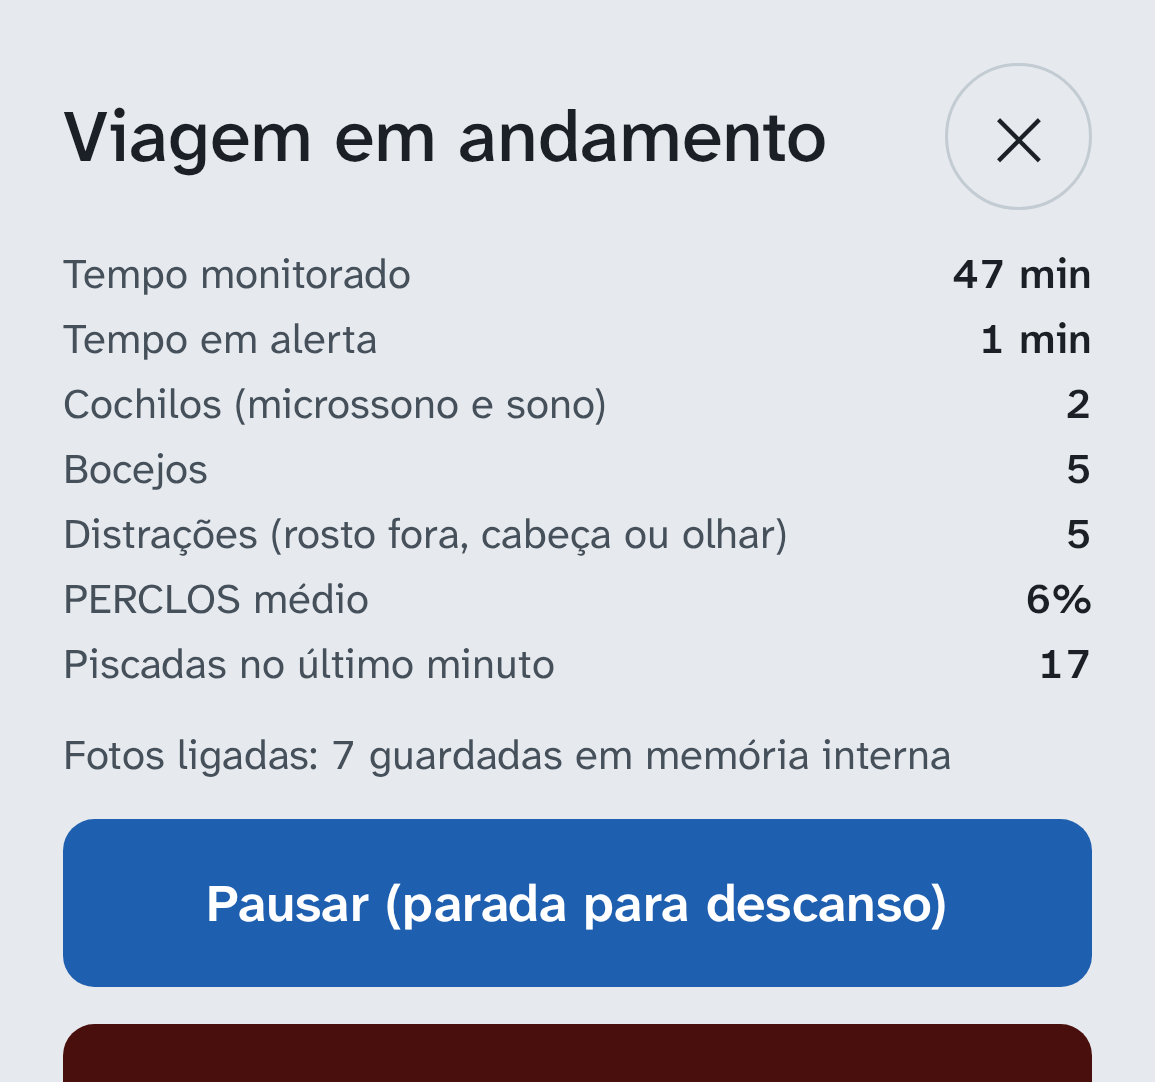 Viagem em andamento
Tempo monitorado 47 min
Tempo em alerta 1 min
Cochilos (microssono e sono) 2
Bocejos 5
Distrações (rosto fora, cabeça ou olhar) 5
PERCLOS médio 6%
Piscadas no último minuto 17
Fotos ligadas: 7 guardadas em memória interna
Pausar (parada para descanso)